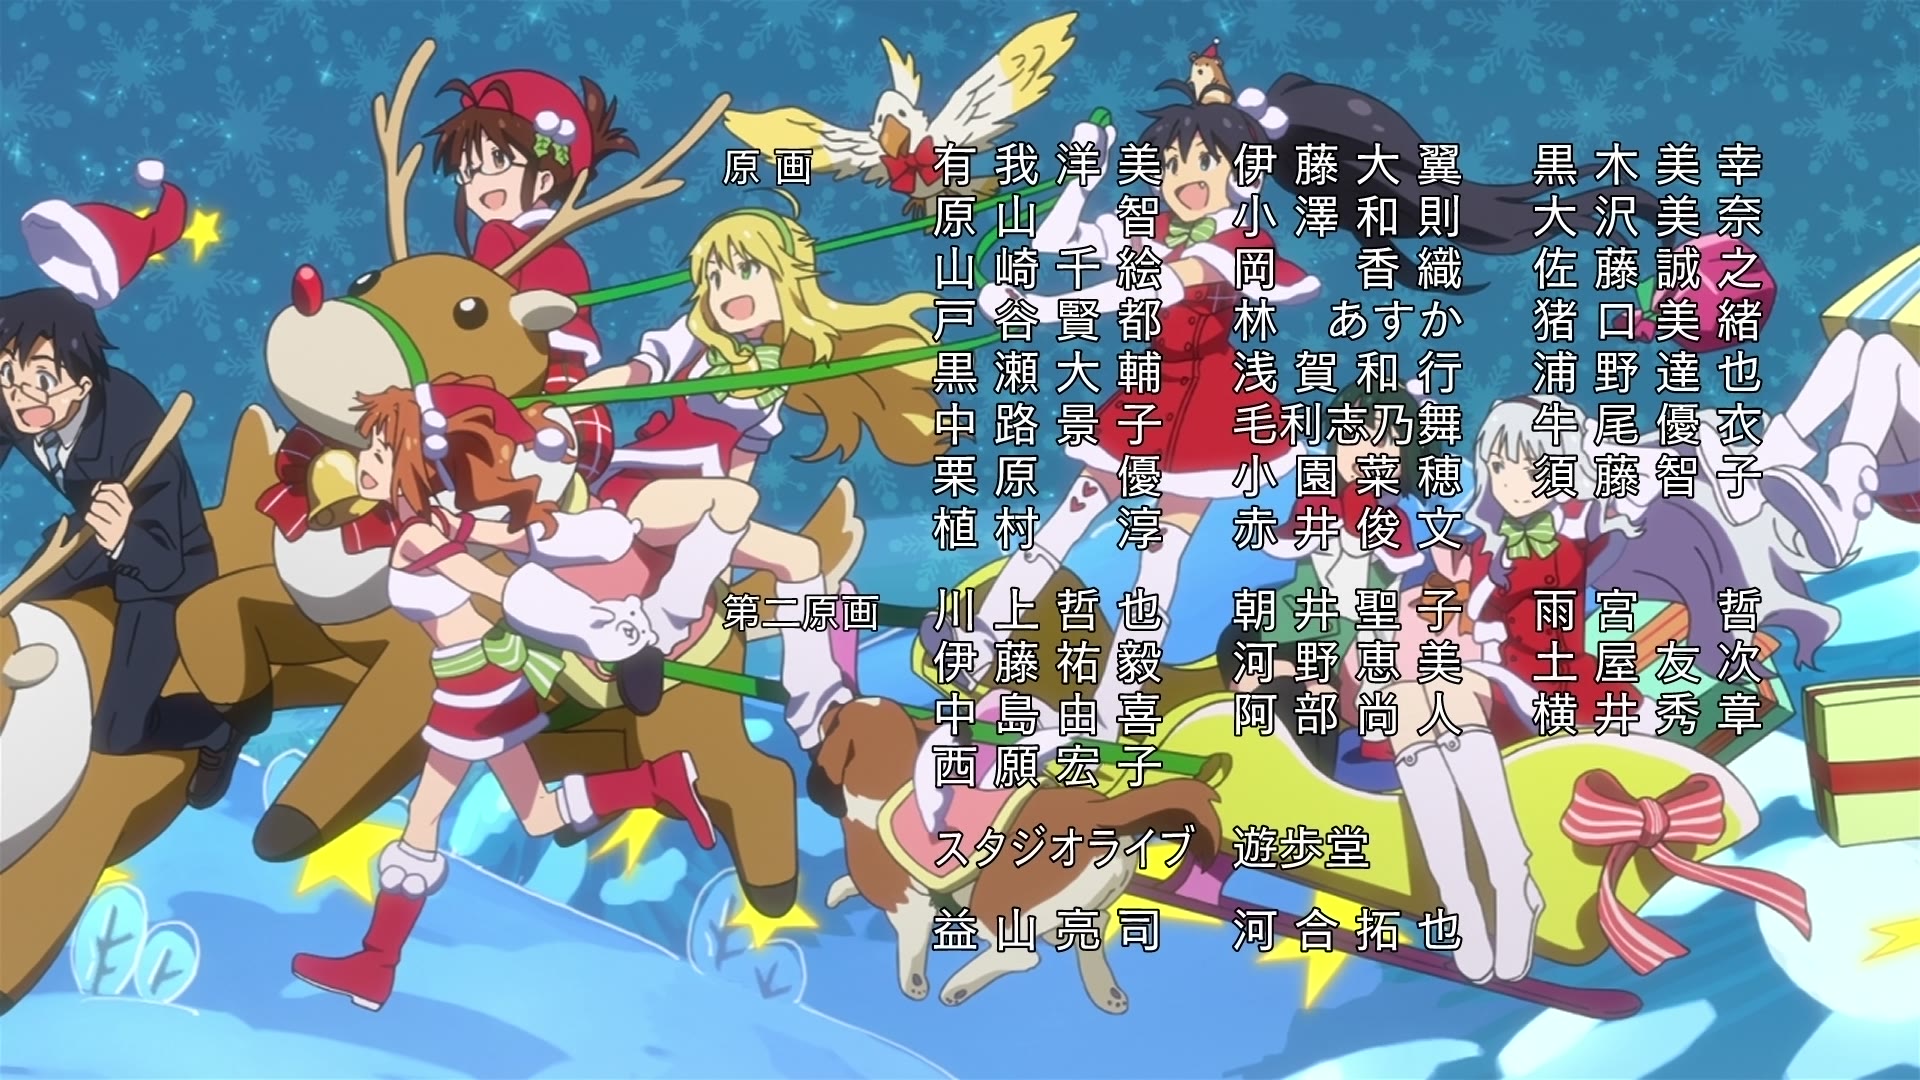 原画 有我洋美 伊藤大翼 黒木美幸
原山智 小澤和則 大沢美奈
山崎千絵 岡香織 佐藤誠之
戸谷賢都 林あすか 猪口美緒
黒瀬大輔 浅賀和行 浦野達也
中路景子 毛利志乃舞 牛尾優衣
栗原優 小園菜穂 須藤智子
植村淳 赤井俊文
第二原画 川上哲也 朝井聖子 雨宮哲
伊藤祐毅 河野恵美 土屋友次
中島由喜 阿部尚人 横井秀章
西願宏子
スタジオライブ 遊歩堂
益山亮司 河合拓也